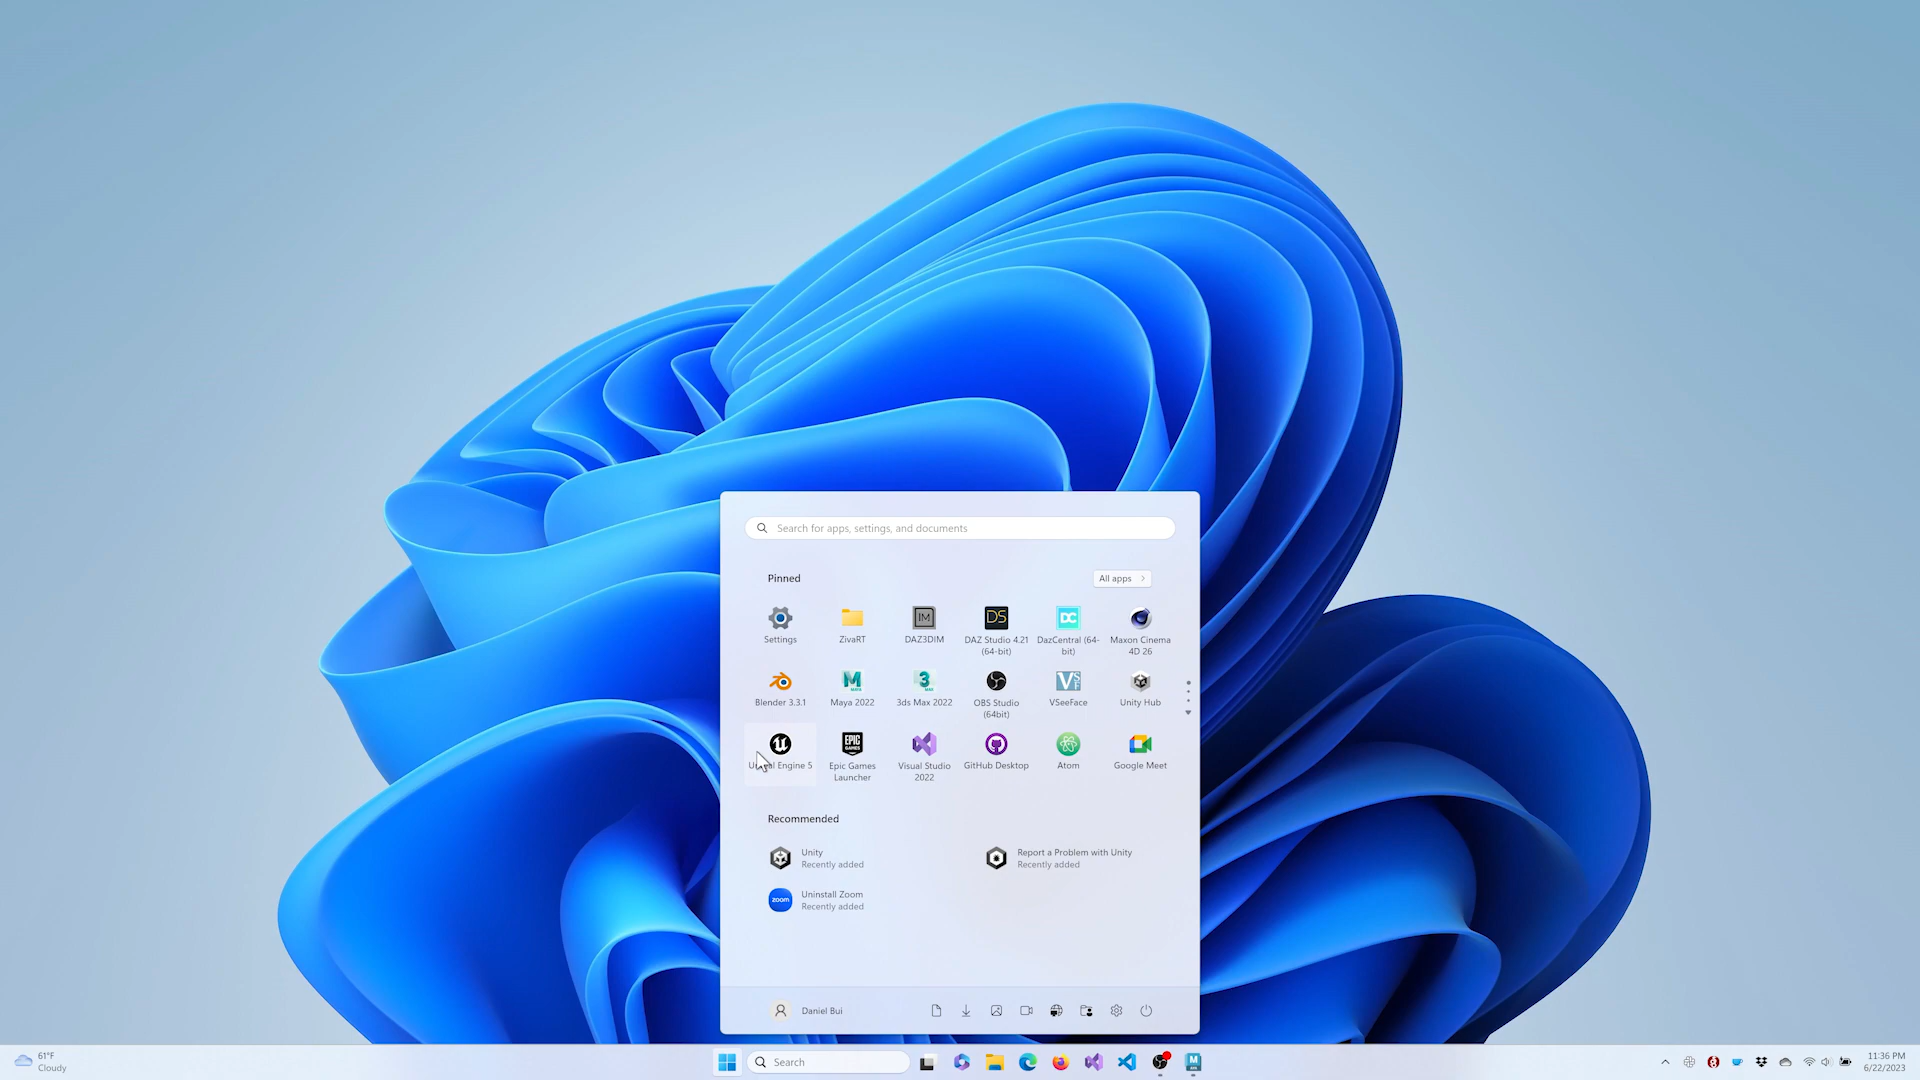 Search for apps, settings, and documents
Pinned
All apps
Settings
ZivaRT
DAZ3DIM
DAZ Studio 4.21
(64-bit)
DazCentral (64-
bit)
Maxon Cinema
4D 26
Blender 3.3.1
Maya 2022
3ds Max 2022
OBS Studio
(64bit)
VSeeFace
Unity Hub
Engine 5
Epic Games
Launcher
Visual Studio
2022
GitHub Desktop
Atom
Google Meet
Recommended
Unity
Recently added
Report a Problem with Unity
Recently added
zoom
Uninstall Zoom
Recently added
Daniel Bui
61°F
Cloudy
Search
11:36 PM
6/22/2023